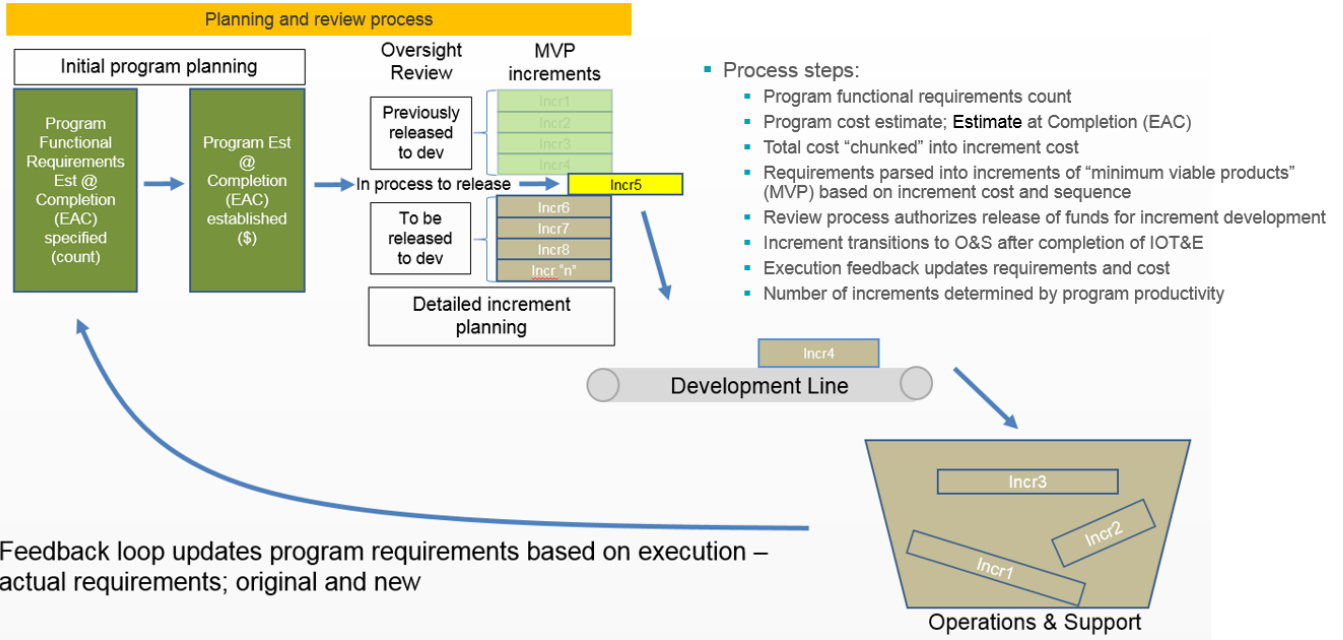 Planning and review process
Initial program planning
Program
Functional
Requirements
Est @
Completion
(EAC)
specified
(count)
Program Est
@
Completion
(EAC)
established
($)
Oversight
Review
MVP
increments
Previously
released
to dev
Incr1
Incr2
Incr3
Incr4
In process to release
Incr5
To be
released
to dev
Incr6
Incr7
Incr8
Incr "n"
Detailed increment
planning
Process steps:
Program functional requirements count
Program cost estimate; Estimate at Completion (EAC)
Total cost “chunked” into increment cost
Requirements parsed into increments of “minimum viable products”
(MVP) based on increment cost and sequence
Review process authorizes release of funds for increment development
Increment transitions to O&S after completion of IOT&E
Execution feedback updates requirements and cost
Number of increments determined by program productivity
Incr4
Development Line
Incr3
Incr2
Incr1
Operations & Support
Feedback loop updates program requirements based on execution –
actual requirements; original and new